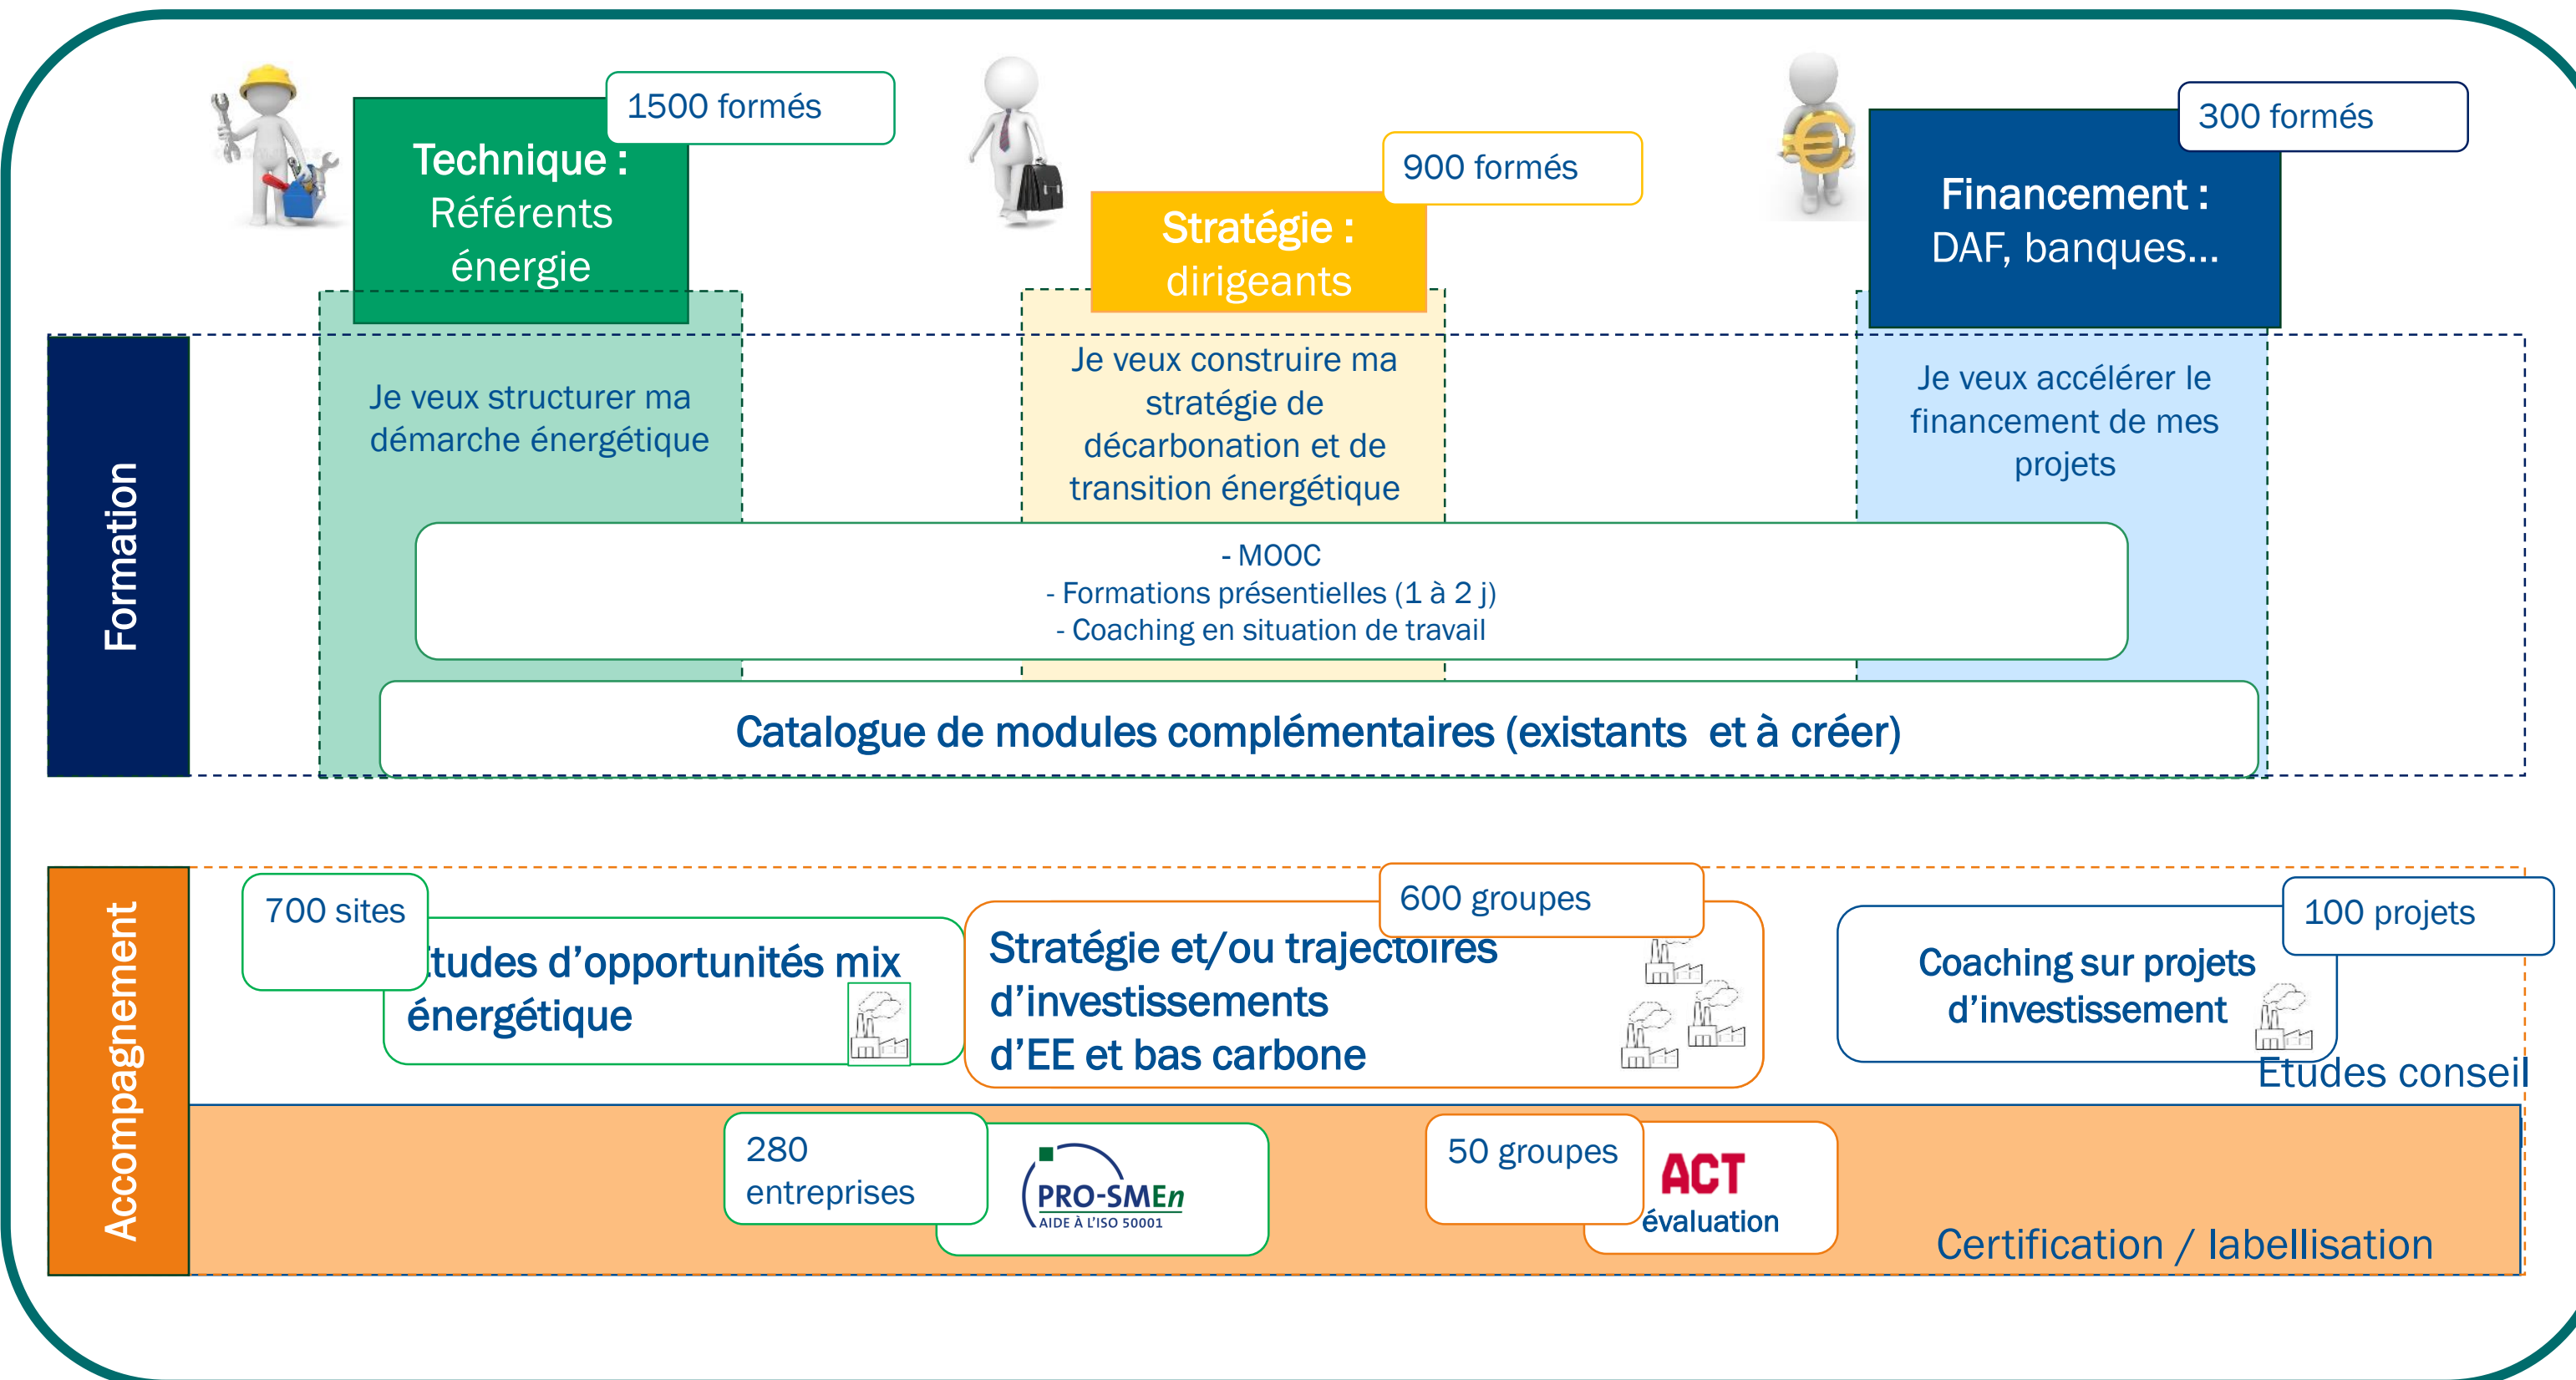 1500 formés
Technique :
Référents
énergie
900 formés
Stratégie :
dirigeants
300 formés
Financement :
DAF, banques...
Formation
Je veux structurer ma
démarche énergétique
Je veux construire ma
stratégie de
décarbonation et de
transition énergétique
Je veux accélérer le
financement de mes
projets
- MOOC
- Formations présentielles (1 à 2 j)
- Coaching en situation de travail
Catalogue de modules complémentaires (existants et à créer)
Accompagnement
700 sites
tudes d'opportunités mix
énergétique
600 groupes
Stratégie et/ou trajectoires
d'investissements
d'EE et bas carbone
100 projets
Coaching sur projets
d'investissement
Etudes conseil
280
entreprises
PRO-SMEn
AIDE À L'ISO 50001
50 groupes
ACT
évaluation
Certification / labellisation